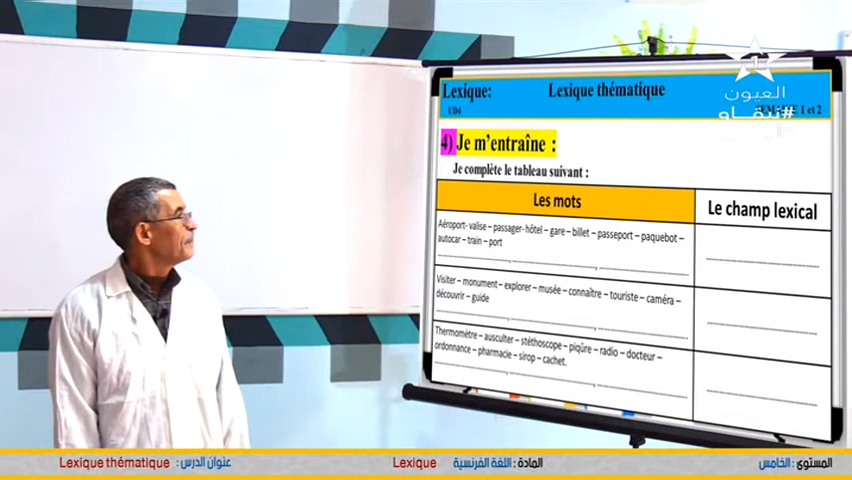 العيون
#نتلقاو
Lexique: Lexique thématique
UD4 SEMAINE 1 et 2
4) Je m'entraîne :
Je complète le tableau suivant :
Les mots Le champ lexical
Aéroport- valise – passager- hôtel – gare – billet – passeport – paquebot –
autocar – train – port
Visiter – monument – explorer – musée – connaître – touriste – caméra –
découvrir – guide
Thermomètre – ausculter – stéthoscope – piqûre – radio – docteur –
ordonnance – pharmacie – sirop – cachet.
المستوى : الخامس المادة : اللغة الفرنسية Lexique عنوان الدرس : Lexique thématique